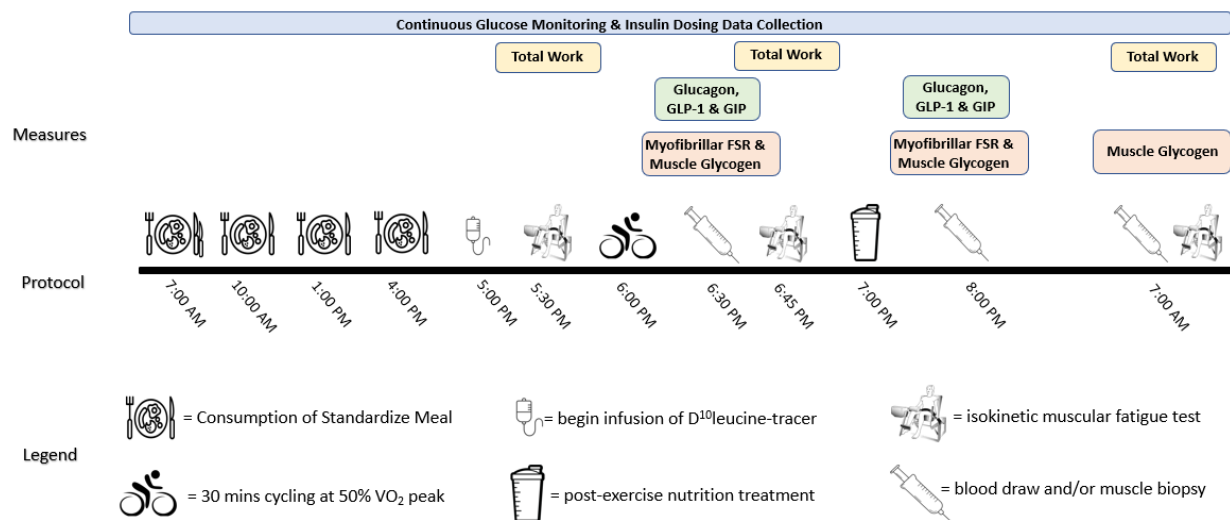 Continuous Glucose Monitoring & Insulin Dosing Data Collection
Total Work
Total Work
Total Work
Glucagon,
GLP-1 & GIP
Glucagon,
GLP-1 & GIP
Measures
Myofibrillar FSR &
Muscle Glycogen
Myofibrillar FSR &
Muscle Glycogen
Muscle Glycogen
Protocol
7:00 AM
10:00 AM
1:00 PM
4:00 PM
5:00 PM
5:30 PM
6:00 PM
6:30 PM
6:45 PM
7:00 PM
8:00 PM
7:00 AM
Legend
= Consumption of Standardize Meal
= begin infusion of D¹⁰leucine-tracer
= isokinetic muscular fatigue test
= 30 mins cycling at 50% VO₂ peak
= post-exercise nutrition treatment
= blood draw and/or muscle biopsy